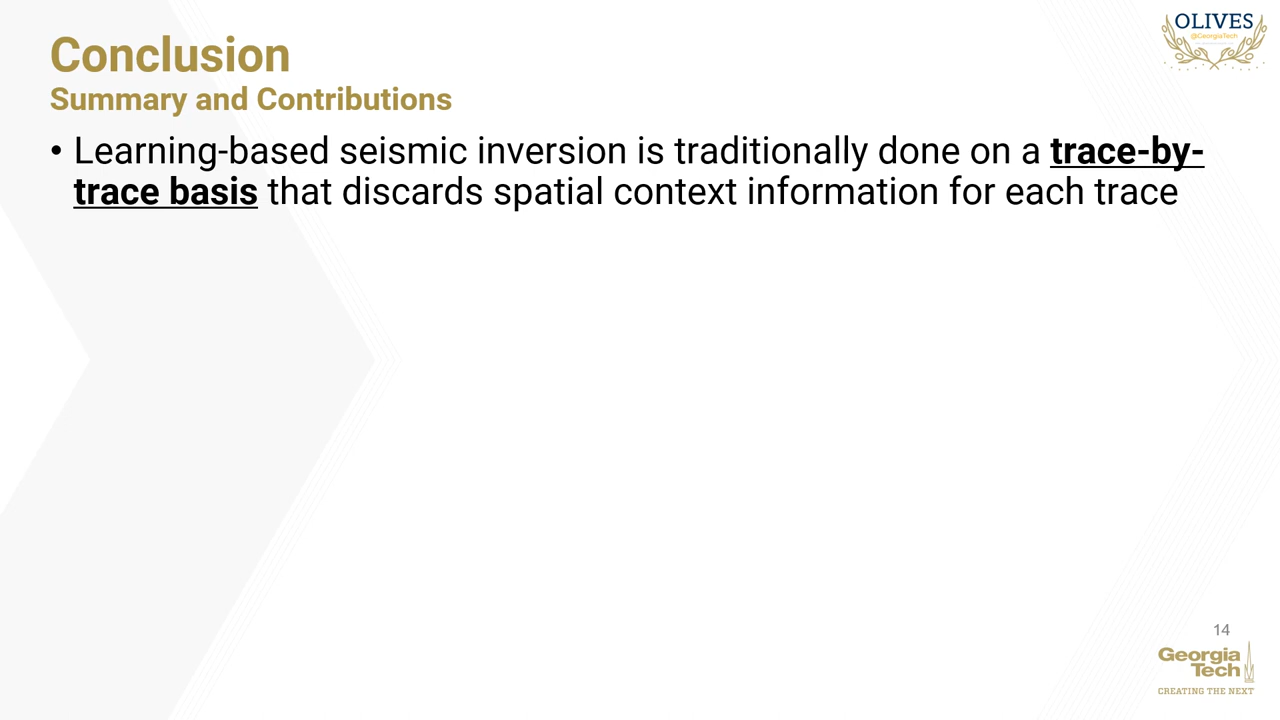 Conclusion
Summary and Contributions
• Learning-based seismic inversion is traditionally done on a trace-by-
trace basis that discards spatial context information for each trace
OLIVES
@GeorgiaTech
14
Georgia
Tech
CREATING THE NEXT